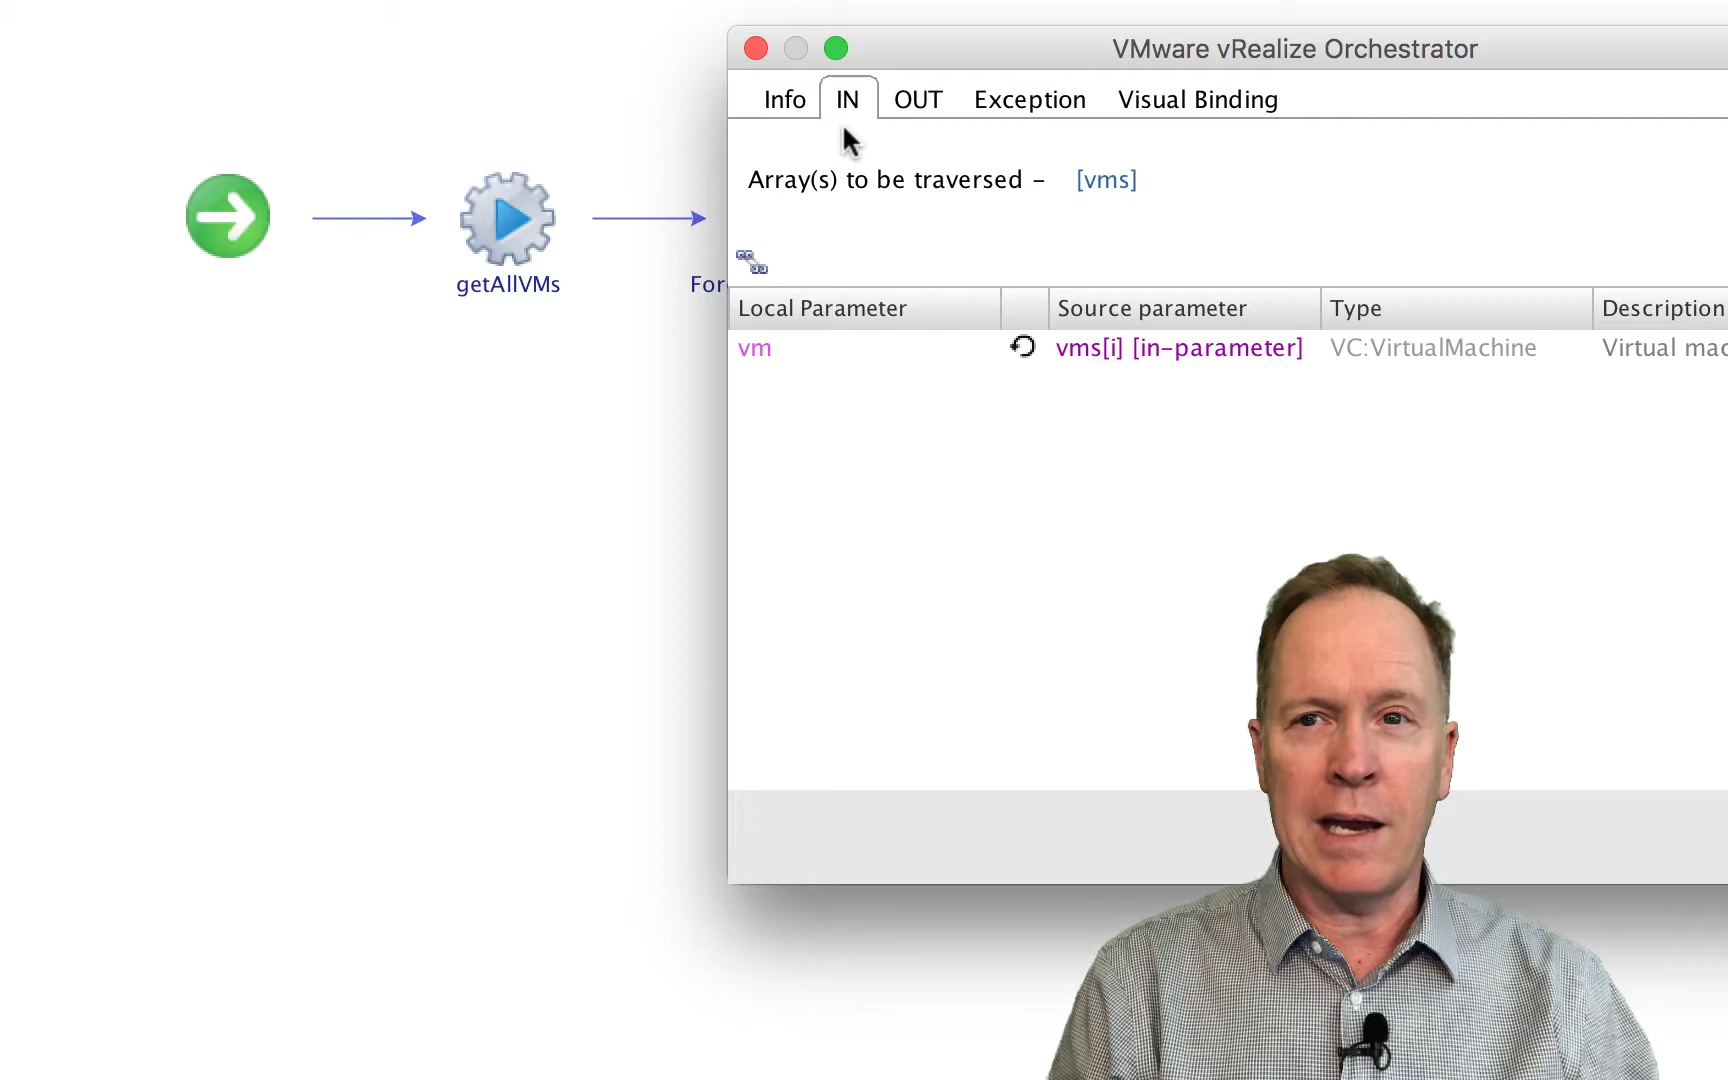 VMware vRealize Orchestrator
Info IN OUT Exception Visual Binding
Array(s) to be traversed - [vms]
getAllVMs
For
Local Parameter Source parameter Type Description
vm vms[i] [in-parameter] VC:VirtualMachine Virtual mac